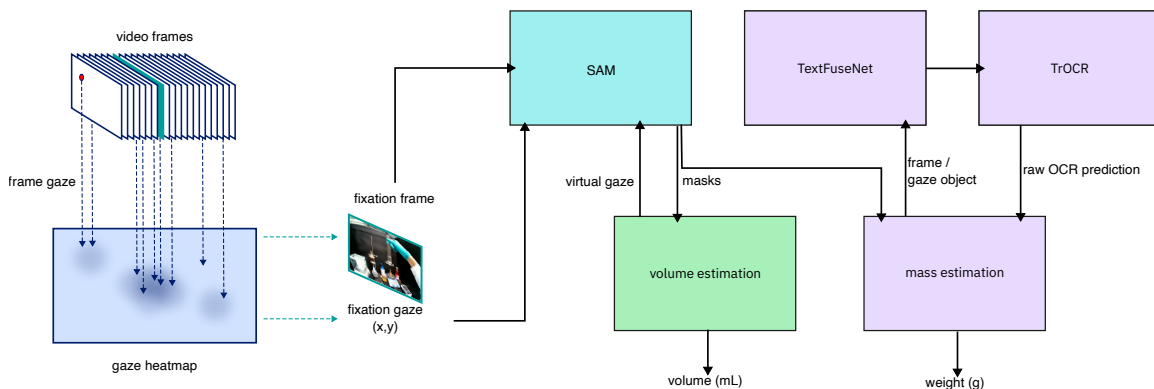 video frames
SAM
TextFuseNet
TrOCR
frame gaze
fixation frame
virtual gaze
masks
frame /
gaze object
raw OCR prediction
volume estimation
mass estimation
fixation gaze
(x,y)
gaze heatmap
volume (mL)
weight (g)